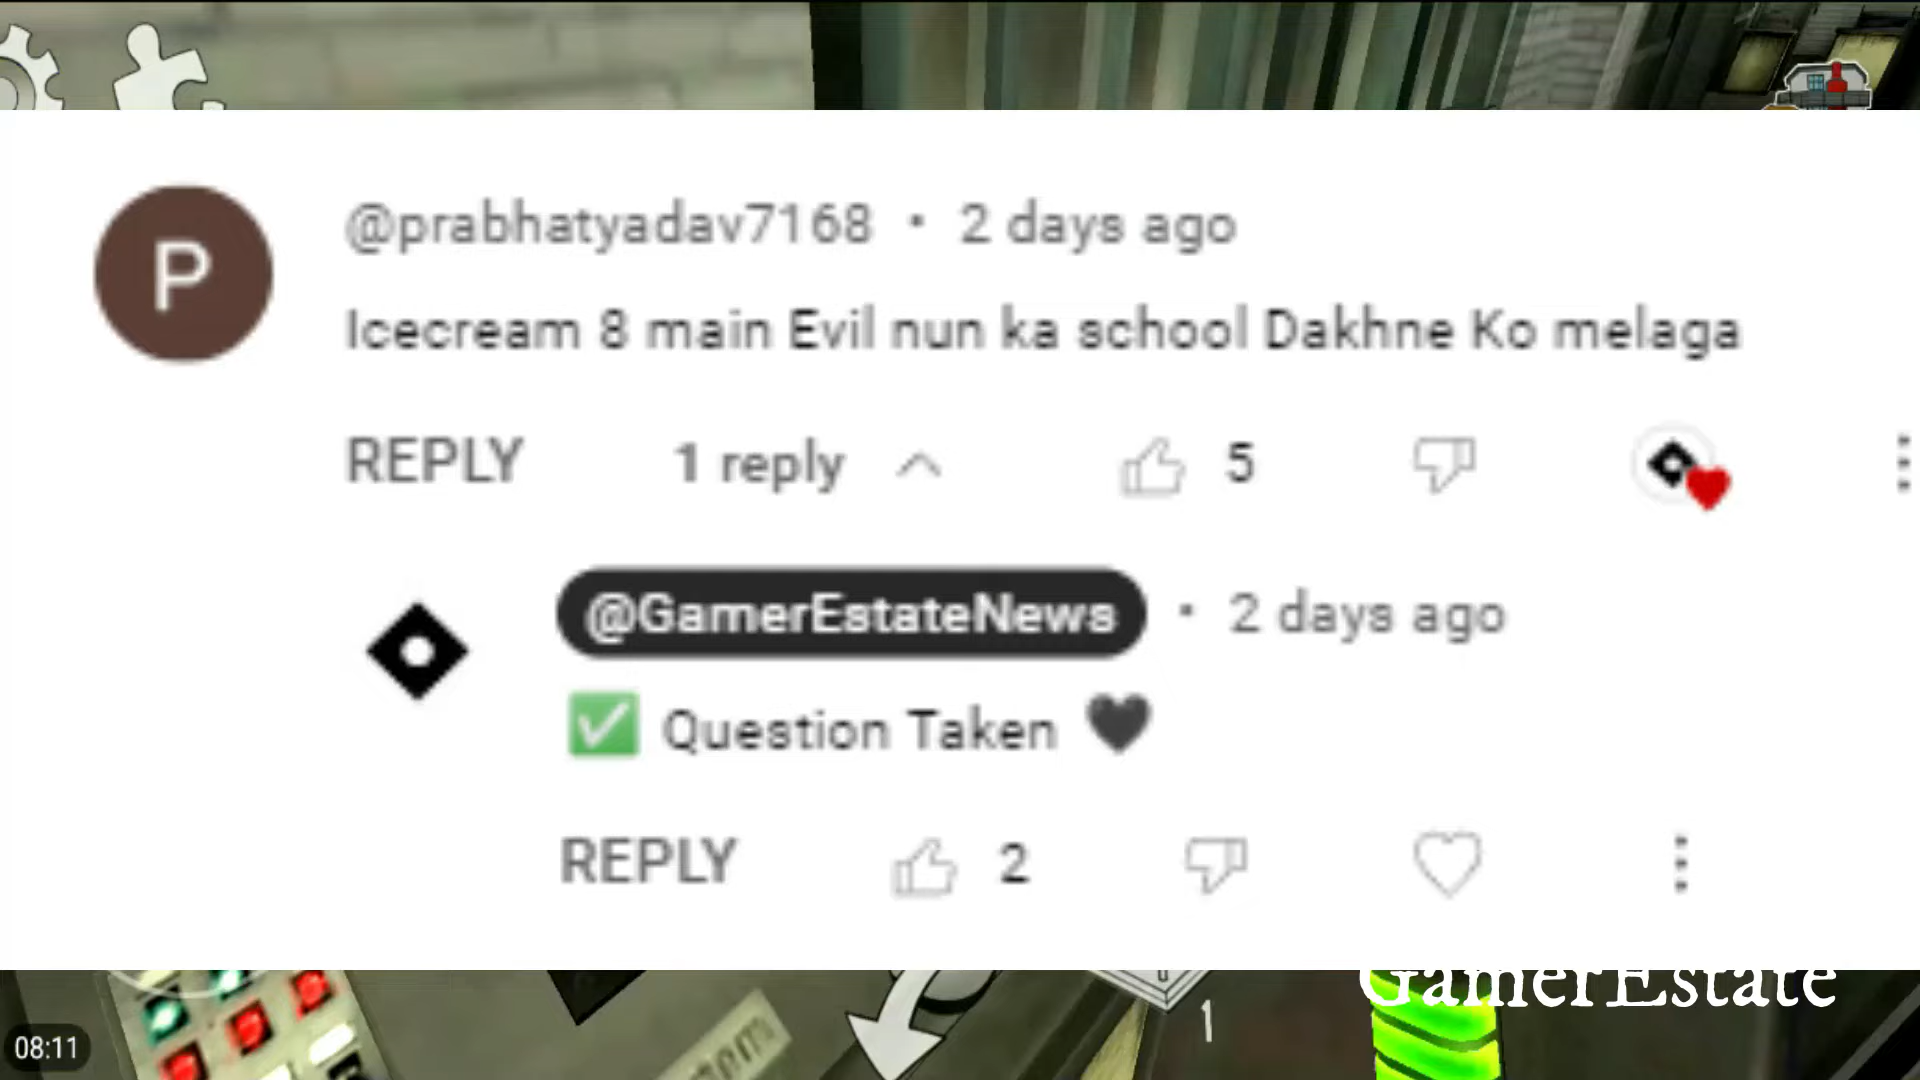 P
@prabhatyadav7168 • 2 days ago
Icecream 8 main Evil nun ka school Dakhne Ko melaga
REPLY 1 reply 5
@GamerEstateNews • 2 days ago
✅ Question Taken 🖤
REPLY 2
GamerEstate
1
08:11